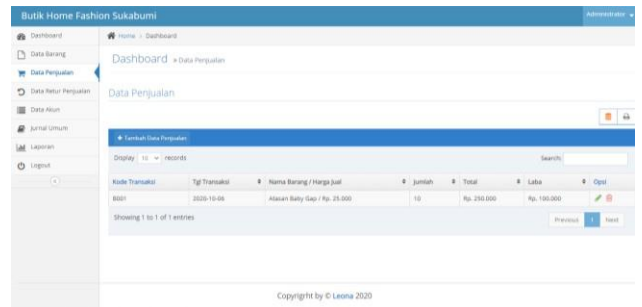 Butik Home Fashion Sukabumi
Administrator
Dashboard
Home Dashboard
Data Barang
Dashboard » Data Penjualan
Data Penjualan
Data Retur Penjualan
Data Penjualan
Data Akun
Jurnal Umum
Laporan
Logout
+ Tambah Data Penjualan
Display 10 records
Search:
Kode Transaksi Tgl Transaksi Nama Barang / Harga Jual Jumlah Total Laba Opsi
B001 2020-10-06 Atasan Baby Gap / Rp. 25.000 10 Rp. 250.000 Rp. 100.000
Showing 1 to 1 of 1 entries
Previous 1 Next
Copyrignt by © Leona 2020